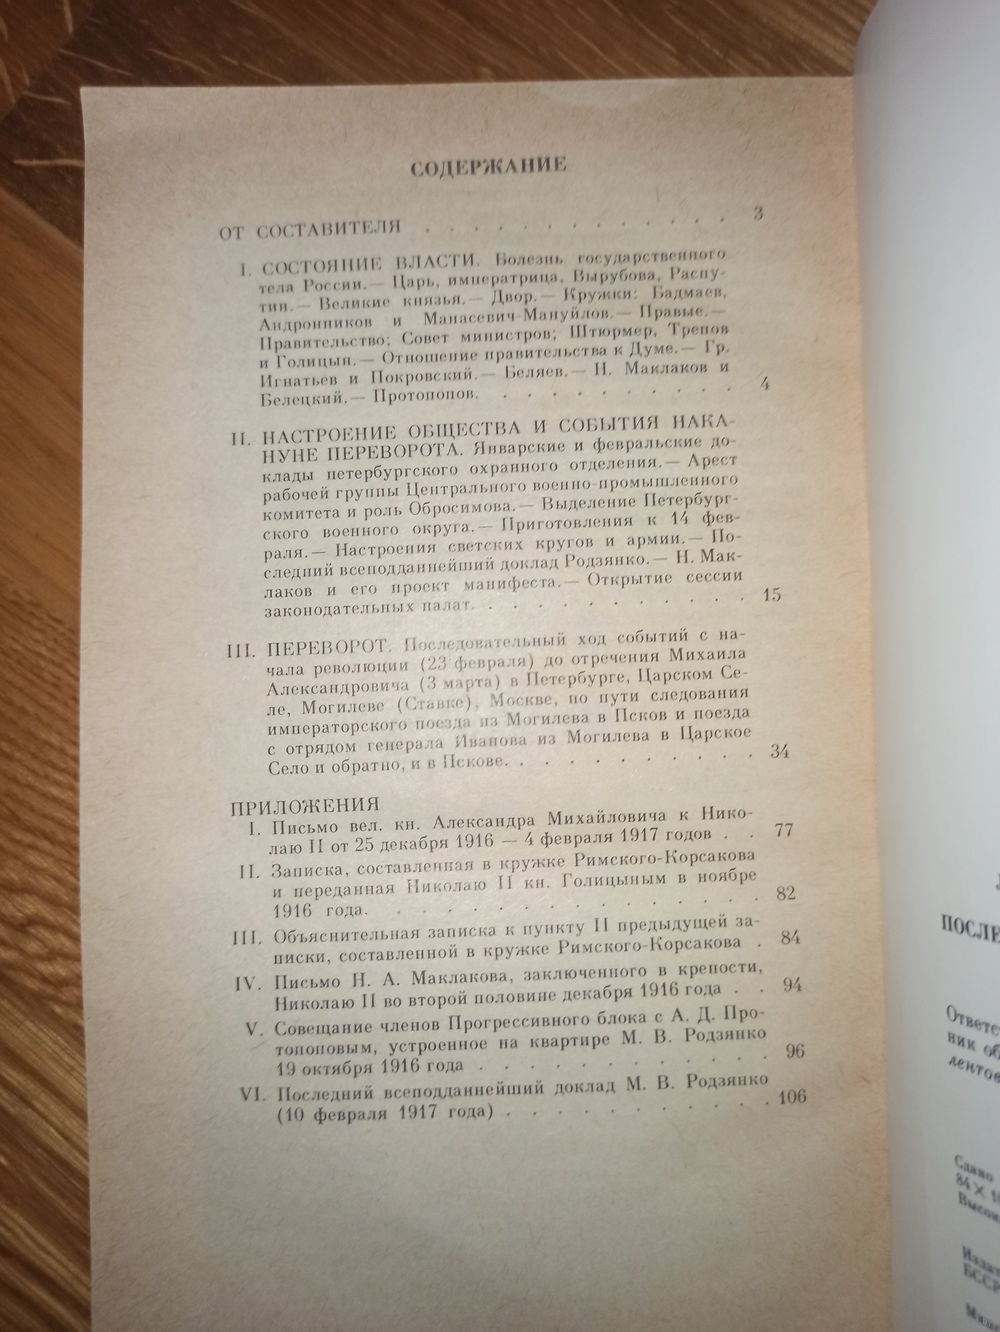 СОДЕРЖАНИЕ
ОТ СОСТАВИТЕЛЯ . . . . . . . . . . . . . 3
I. СОСТОЯНИЕ ВЛАСТИ. Болезнь государственного
тела России.— Царь, императрица, Вырубова, Распу-
тин.— Великие князья.— Двор.— Кружки: Бадмаев,
Андронников и Манасевич-Мануйлов.— Правые.—
Правительство; Совет министров; Штюрмер, Трепов
и Голицын.— Отношение правительства к Думе.— Гр.
Игнатьев и Покровский.— Беляев.— Н. Маклаков и
Белецкий.— Протопопов. . . . . . . . . . 4
II. НАСТРОЕНИЕ ОБЩЕСТВА И СОБЫТИЯ НАКА-
НУНЕ ПЕРЕВОРОТА. Январские и февральские до-
клады петербургского охранного отделения.— Арест
рабочей группы Центрального военно-промышленного
комитета и роль Обросимова.— Выделение Петербург-
ского военного округа.— Приготовления к 14 фев-
раля.— Настроения светских кругов и армии.— По-
следний всеподданнейший доклад Родзянко.— Н. Мак-
лаков и его проект манифеста.— Открытие сессии
законодательных палат. . . . . . . . . . 15
III. ПЕРЕВОРОТ. Последовательный ход событий с на-
чала революции (23 февраля) до отречения Михаила
Александровича (3 марта) в Петербурге, Царском Се-
ле, Могилеве (Ставке), Москве, по пути следования
императорского поезда из Могилева в Псков и поезда
с отрядом генерала Иванова из Могилева в Царское
Село и обратно, и в Пскове. . . . . . . . . 34
ПРИЛОЖЕНИЯ
I. Письмо вел. кн. Александра Михайловича к Нико-
лаю II от 25 декабря 1916 — 4 февраля 1917 годов . . 77
II. Записка, составленная в кружке Римского-Корсакова
и переданная Николаю II кн. Голицыным в ноябре
1916 года. . . . . . . . . . . . . . 82
III. Объяснительная записка к пункту II предыдущей за-
писки, составленной в кружке Римского-Корсакова . 84
IV. Письмо Н. А. Маклакова, заключенного в крепости,
Николаю II во второй половине декабря 1916 года . . 94
V. Совещание членов Прогрессивного блока с А. Д. Про-
топоповым, устроенное на квартире М. В. Родзянко
19 октября 1916 года . . . . . . . . . . 96
VI. Последний всеподданнейший доклад М. В. Родзянко
(10 февраля 1917 года) . . . . . . . . . 106
ПОСЛЕ
Ответс
ник об
лентов
Сдано
84 × 10
Высок
Издат
БССР